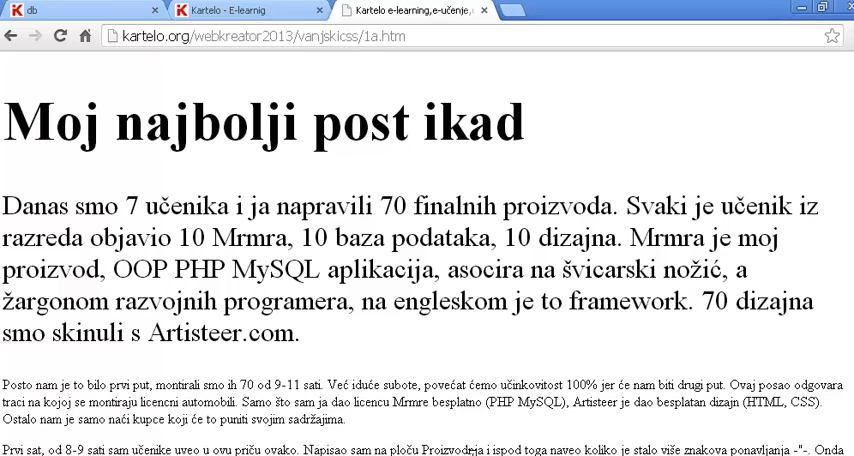 db
Kartelo - E-learnig
Kartelo e-learning,e-učenje,
kartelo.org/webkreator2013/vanjskicss/1a.htm
Moj najbolji post ikad
Danas smo 7 učenika i ja napravili 70 finalnih proizvoda. Svaki je učenik iz
razreda objavio 10 Mrmra, 10 baza podataka, 10 dizajna. Mrmra je moj
proizvod, OOP PHP MySQL aplikacija, asocira na švicarski nožić, a
žargonom razvojnih programera, na engleskom je to framework. 70 dizajna
smo skinuli s Artisteer.com.
Posto nam je to bilo prvi put, montirali smo ih 70 od 9-11 sati. Već iduće subote, povećat ćemo učinkovitost 100% jer će nam biti drugi put. Ovaj posao odgovara
traci na kojoj se montiraju licencni automobili. Samo što sam ja dao licencu Mrmre besplatno (PHP MySQL), Artisteer je dao besplatan dizajn (HTML, CSS).
Ostalo nam je samo naći kupce koji će to puniti svojim sadržajima.
Prvi sat, od 8-9 sati sam učenike uveo u ovu priču ovako. Napisao sam na ploču Proizvodnja i ispod toga naveo koliko je stalo više znakova ponavljanja -"-. Onda